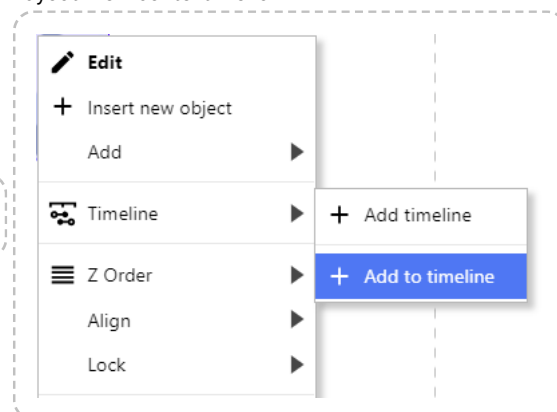 Edit
Insert new object
Add
Timeline
Add timeline
Z Order
Add to timeline
Align
Lock